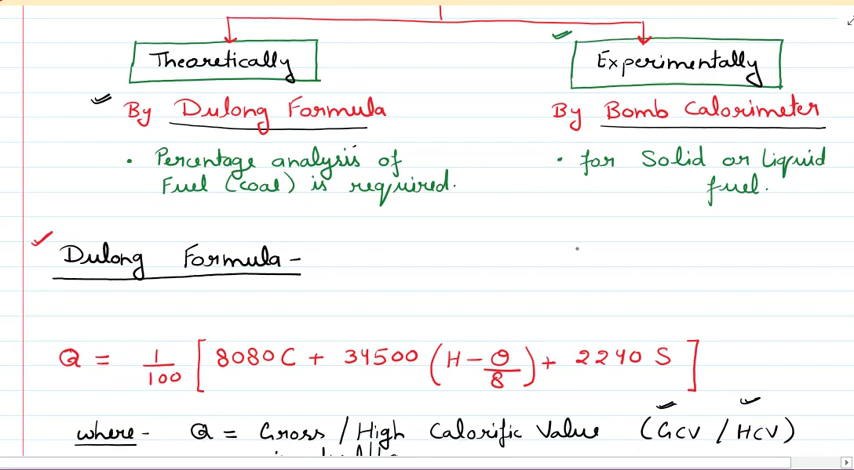 Theoretically
Experimentally
By Dulong Formula
By Bomb Calorimeter
• Percentage analysis of
Fuel (coal) is required.
• for Solid or Liquid
fuel.
Dulong Formula -
Q = 1/100 [ 8080 C + 34500 ( H - O/8 ) + 2240 S ]
where - Q = Gross / High Calorific Value (GCV / HCV)